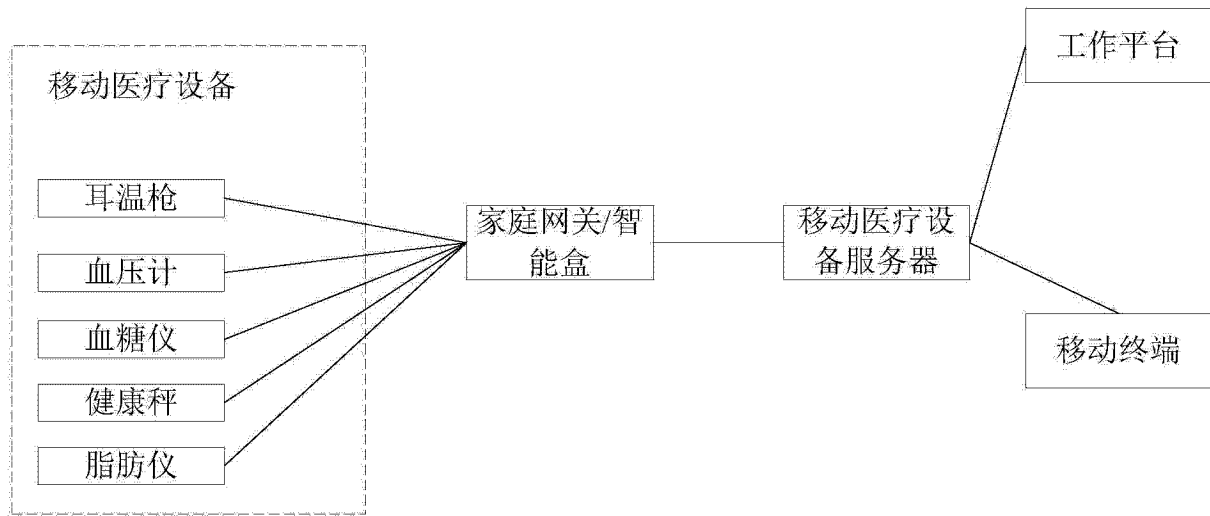 移动医疗设备
耳温枪
血压计
血糖仪
健康秤
脂肪仪
家庭网关/智
能盒
移动医疗设
备服务器
工作平台
移动终端